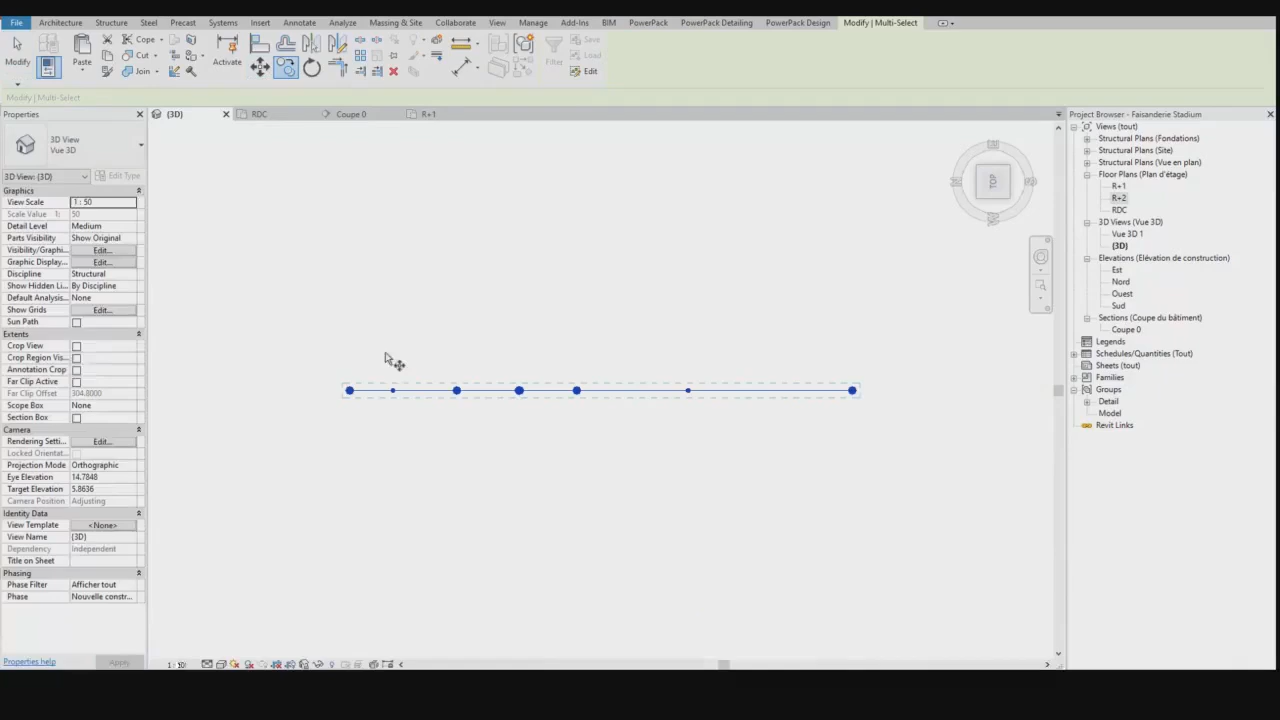 File Architecture Structure Steel Precast Systems Insert Annotate Analyze Massing & Site Collaborate View Manage Add-Ins BIM PowerPack PowerPack Detailing PowerPack Design Modify | Multi-Select
Cope
Save
Cut
Load
Modify Paste Activate Filter
Join
Edit
Modify | Multi-Select
Properties
{3D} RDC Coupe 0 R+1
Project Browser - Faisanderie Stadium
3D View
Vue 3D
3D View: {3D} Edit Type
Graphics
View Scale 1 : 50
Scale Value 50
Detail Level Medium
Parts Visibility Show Original
Visibility/Graphi... Edit...
Graphic Display... Edit...
Discipline Structural
Show Hidden Li... By Discipline
Default Analysis... None
Show Grids Edit...
Sun Path
Extents
Crop View
Crop Region Vis...
Annotation Crop
Far Clip Active
Far Clip Offset 304.8000
Scope Box None
Section Box
Camera
Rendering Setti... Edit...
Locked Orientat...
Projection Mode Orthographic
Eye Elevation 14.7848
Target Elevation 5.8636
Camera Position Adjusting
Identity Data
View Template <None>
View Name {3D}
Dependency Independent
Title on Sheet
Phasing
Phase Filter Afficher tout
Phase Nouvelle constr...
Properties help Apply
TOP
Views (tout)
Structural Plans (Fondations)
Structural Plans (Site)
Structural Plans (Vue en plan)
Floor Plans (Plan d'étage)
R+1
R+2
RDC
3D Views (Vue 3D)
Vue 3D 1
{3D}
Elevations (Elévation de construction)
Est
Nord
Ouest
Sud
Sections (Coupe du bâtiment)
Coupe 0
Legends
Schedules/Quantities (Tout)
Sheets (tout)
Families
Groups
Detail
Model
Revit Links